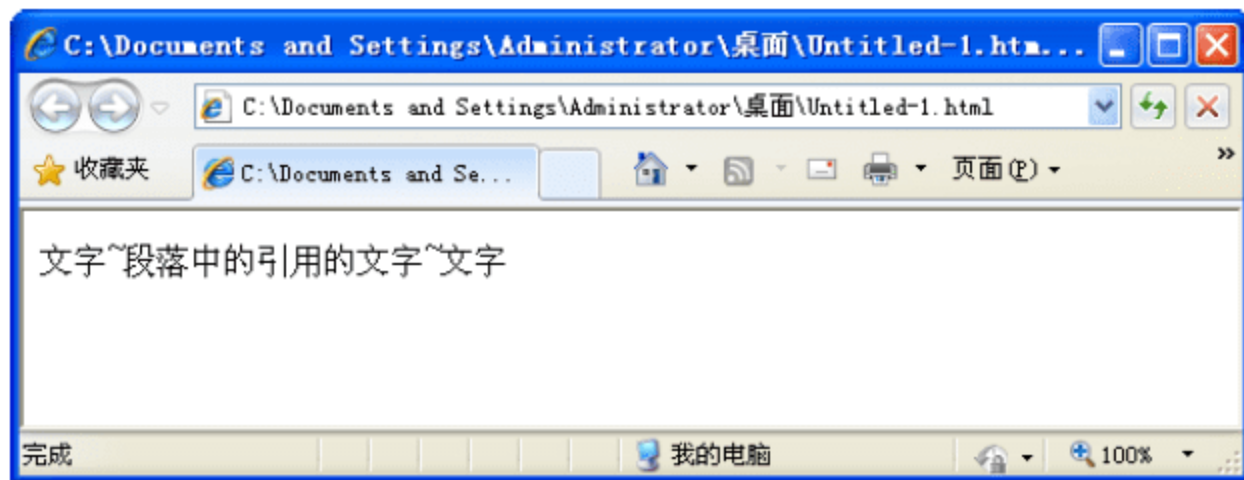 C:\Documents and Settings\Administrator\桌面\Untitled-1.htm...
C:\Documents and Settings\Administrator\桌面\Untitled-1.html
收藏夹 C:\Documents and Se... 页面(P) »
文字~段落中的引用的文字~文字
完成 我的电脑 100%